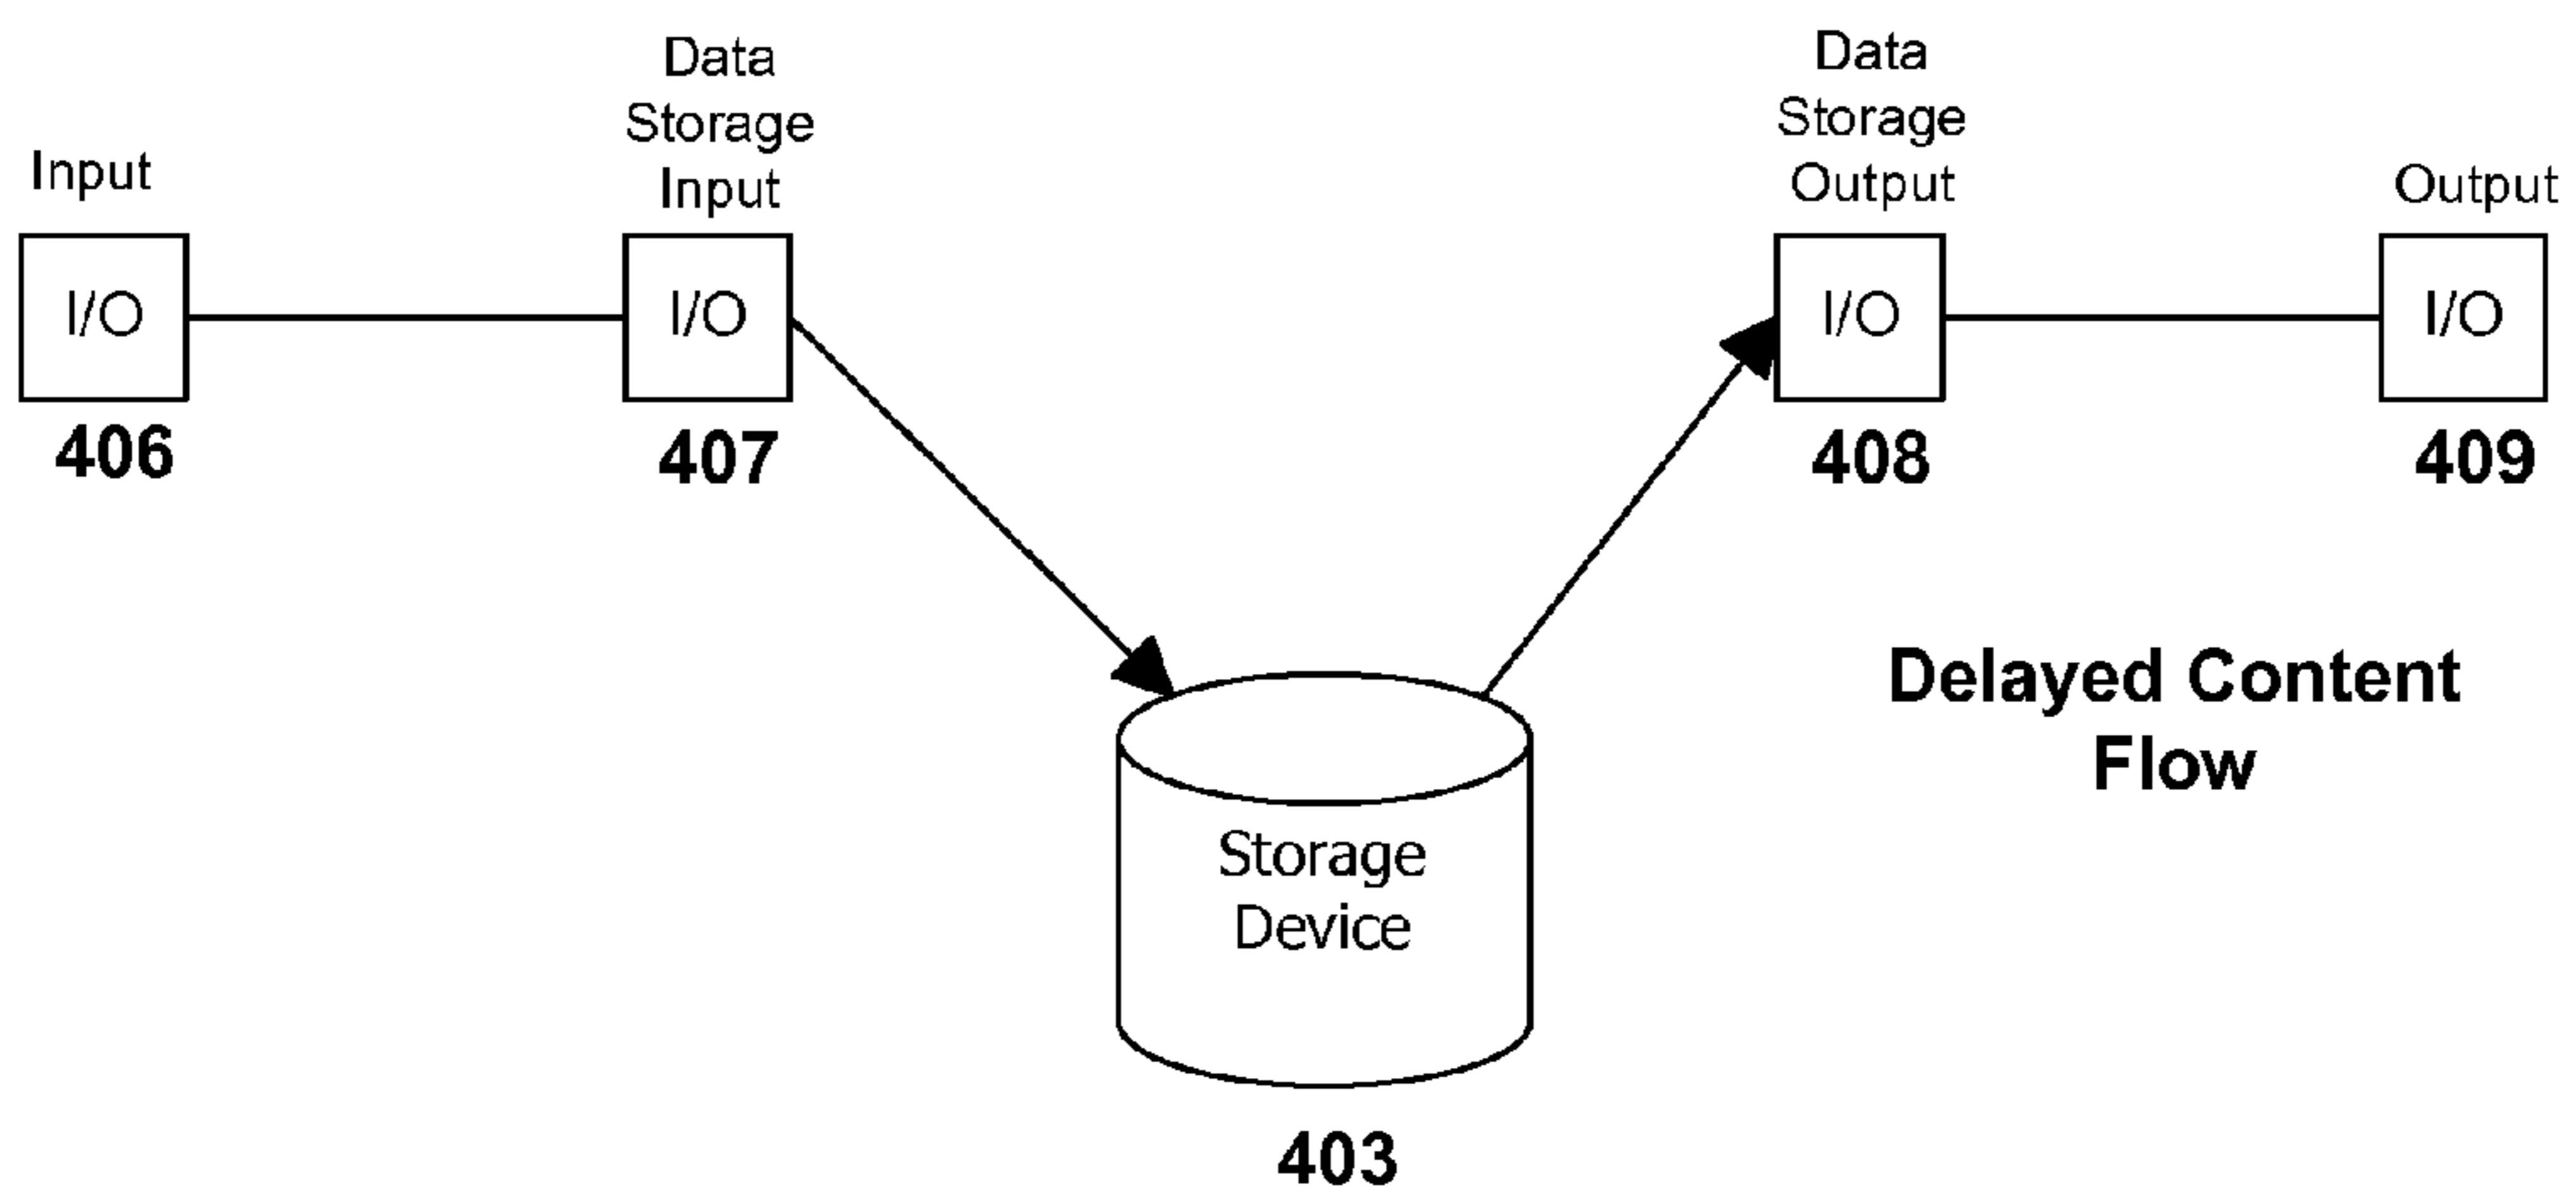 Input
I/O
406
Data
Storage
Input
I/O
407
Storage
Device
403
Data
Storage
Output
I/O
408
Output
I/O
409
Delayed Content
Flow